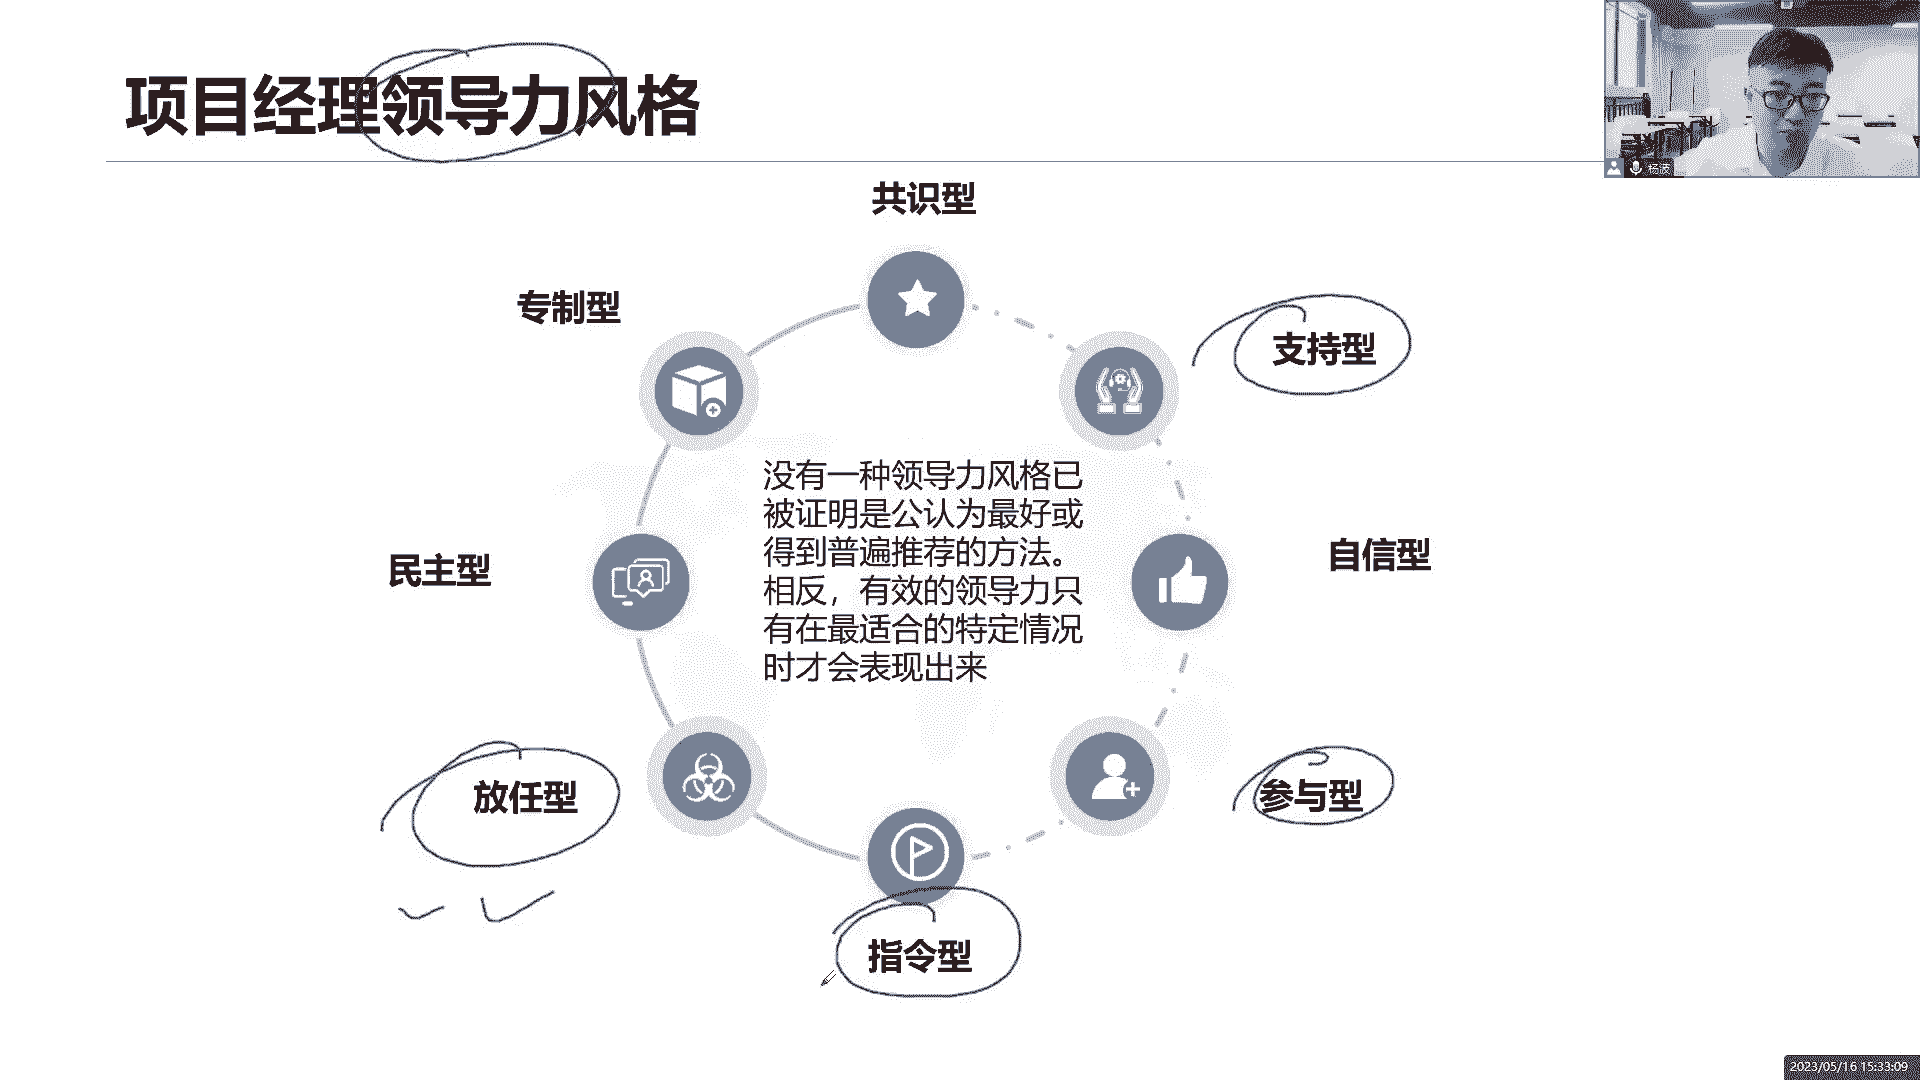 项目经理领导力风格
杨波
共识型
专制型
支持型
没有一种领导力风格已
被证明是公认为最好或
得到普遍推荐的方法。
相反，有效的领导力只
有在最适合的特定情况
时才会表现出来
民主型
自信型
放任型
参与型
指令型
2023/05/16 15:33:09